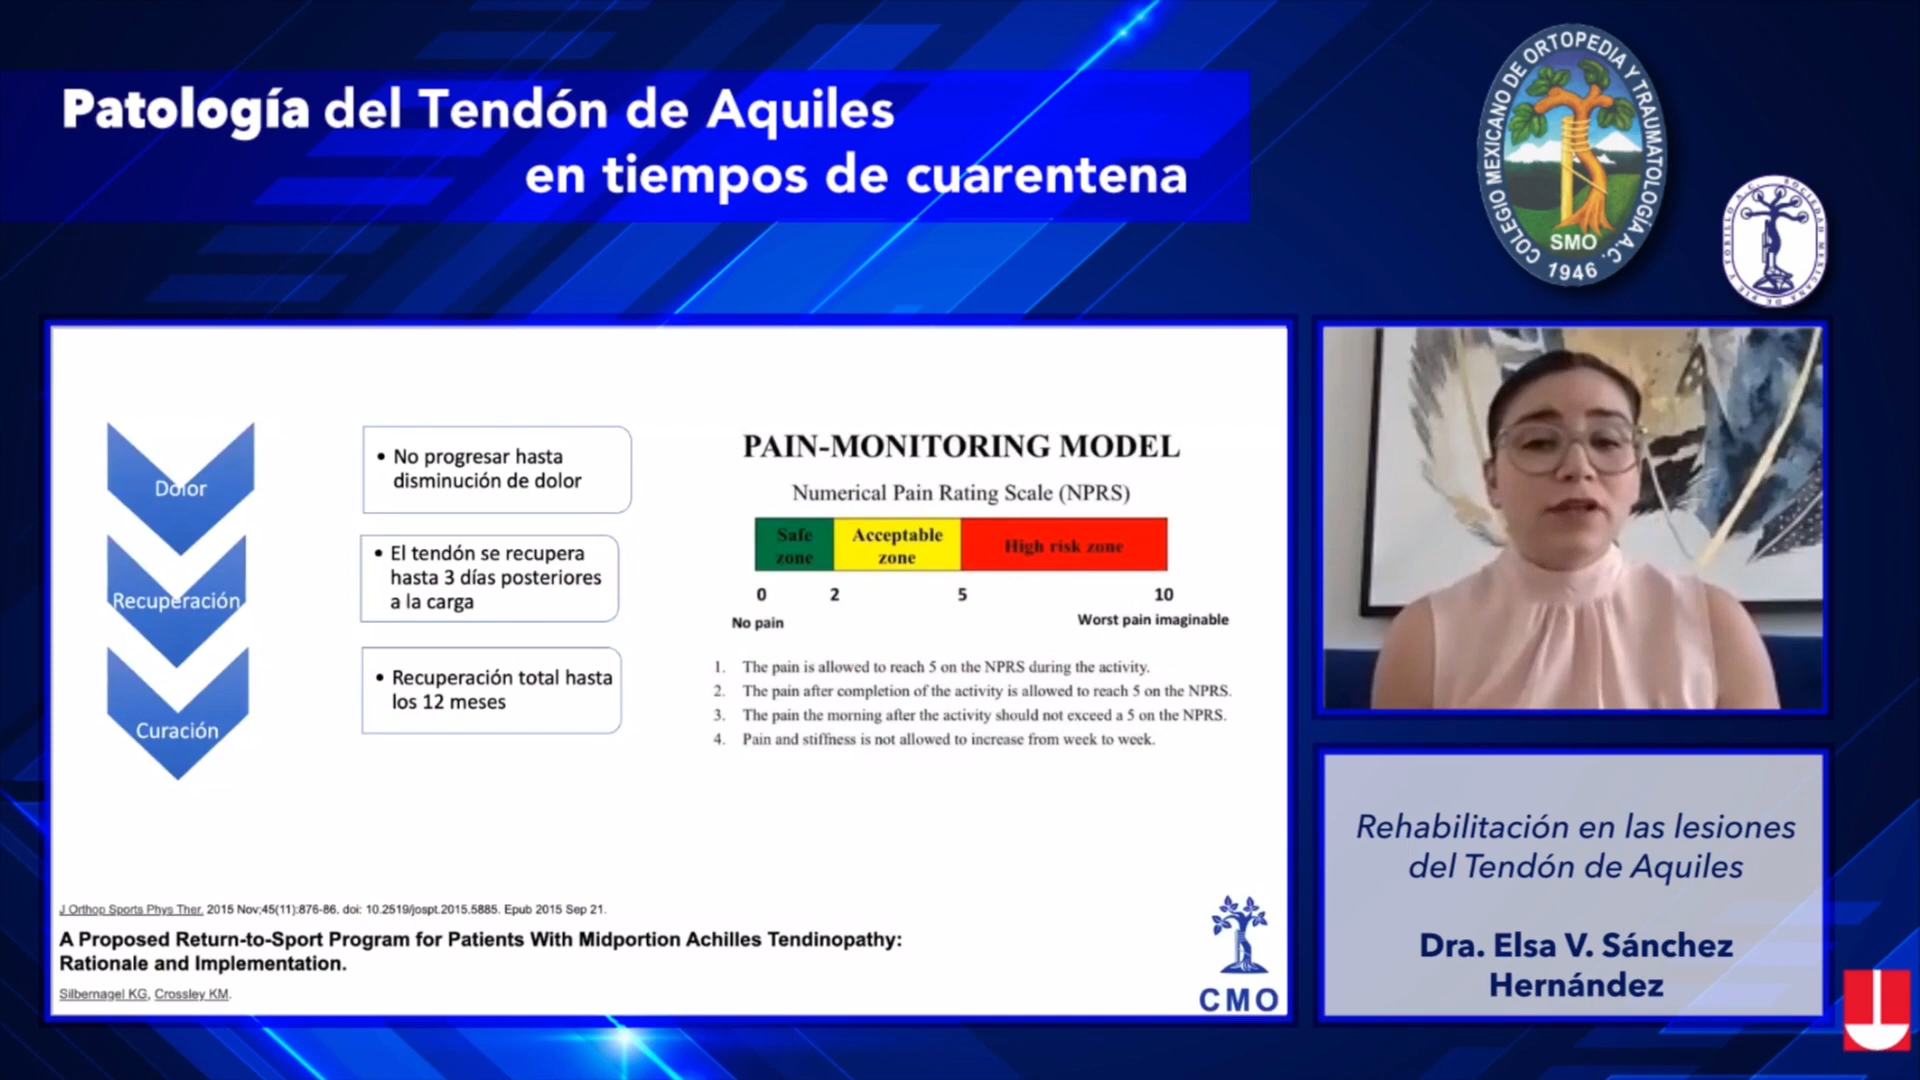 Patología del Tendón de Aquiles
en tiempos de cuarentena
COLEGIO MEXICANO DE ORTOPEDIA Y TRAUMATOLOGÍA A.C.
SMO
1946
SOCIEDAD MEXICANA DE PIE Y TOBILLO A.C.
Dolor
• No progresar hasta
disminución de dolor
Recuperación
• El tendón se recupera
hasta 3 días posteriores
a la carga
Curación
• Recuperación total hasta
los 12 meses
PAIN-MONITORING MODEL
Numerical Pain Rating Scale (NPRS)
Safe
zone
Acceptable
zone
High risk zone
0 2 5 10
No pain
Worst pain imaginable
1. The pain is allowed to reach 5 on the NPRS during the activity.
2. The pain after completion of the activity is allowed to reach 5 on the NPRS.
3. The pain the morning after the activity should not exceed a 5 on the NPRS.
4. Pain and stiffness is not allowed to increase from week to week.
J Orthop Sports Phys Ther. 2015 Nov;45(11):876-86. doi: 10.2519/jospt.2015.5885. Epub 2015 Sep 21.
A Proposed Return-to-Sport Program for Patients With Midportion Achilles Tendinopathy:
Rationale and Implementation.
Silbernagel KG, Crossley KM.
CMO
Rehabilitación en las lesiones
del Tendón de Aquiles
Dra. Elsa V. Sánchez
Hernández